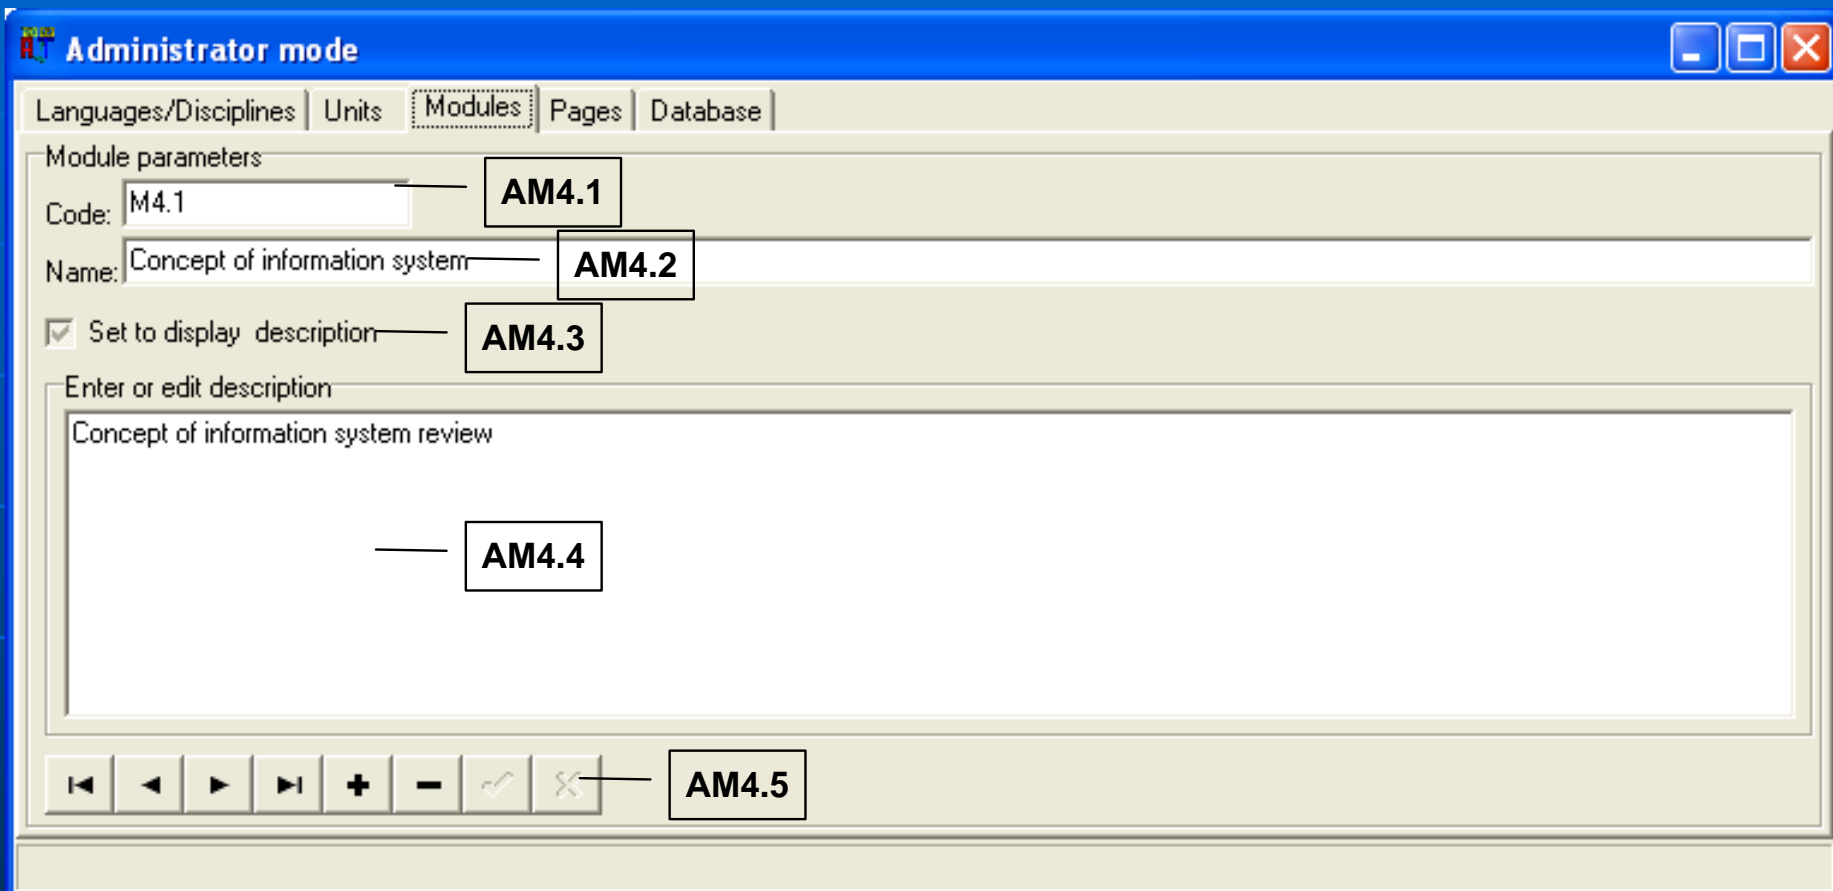 Administrator mode
Languages/Disciplines Units Modules Pages Database
Module parameters
Code: M4.1 AM4.1
Name: Concept of information system AM4.2
Set to display description AM4.3
Enter or edit description
Concept of information system review
AM4.4
AM4.5